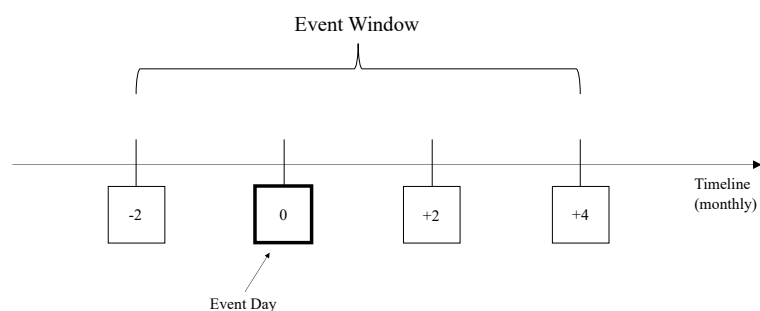 Event Window
Timeline
(monthly)
-2
0
+2
+4
Event Day